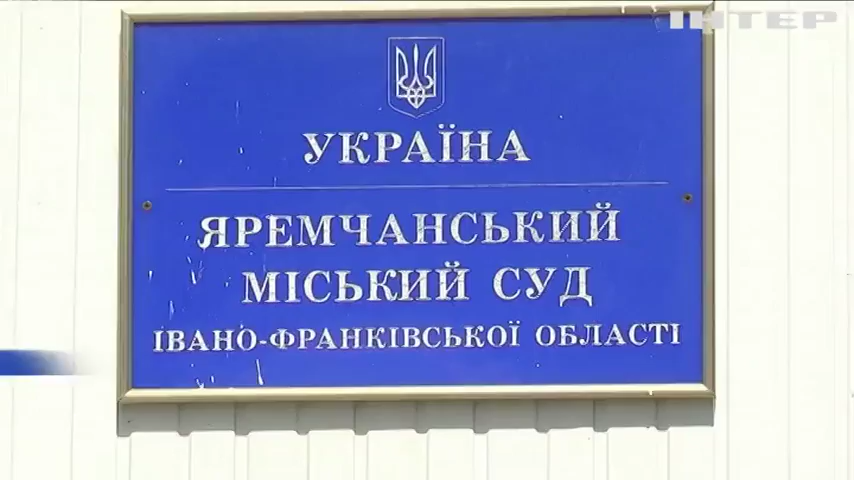 ІНТЕР
УКРАЇНА
ЯРЕМЧАНСЬКИЙ
МІСЬКИЙ СУД
ІВАНО-ФРАНКІВСЬКОЇ ОБЛАСТІ